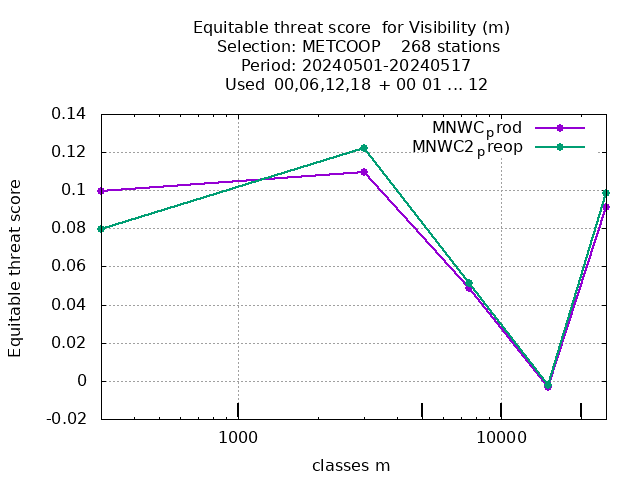 Equitable threat score  for Visibility (m)
Selection: METCOOP    268 stations
Period: 20240501-20240517
Used  00,06,12,18 + 00 01 ... 12
0.14
0.12
0.1
0.08
0.06
0.04
0.02
0
-0.02
Equitable threat score
MNWCprod
MNWC2preop
1000
10000
classes m